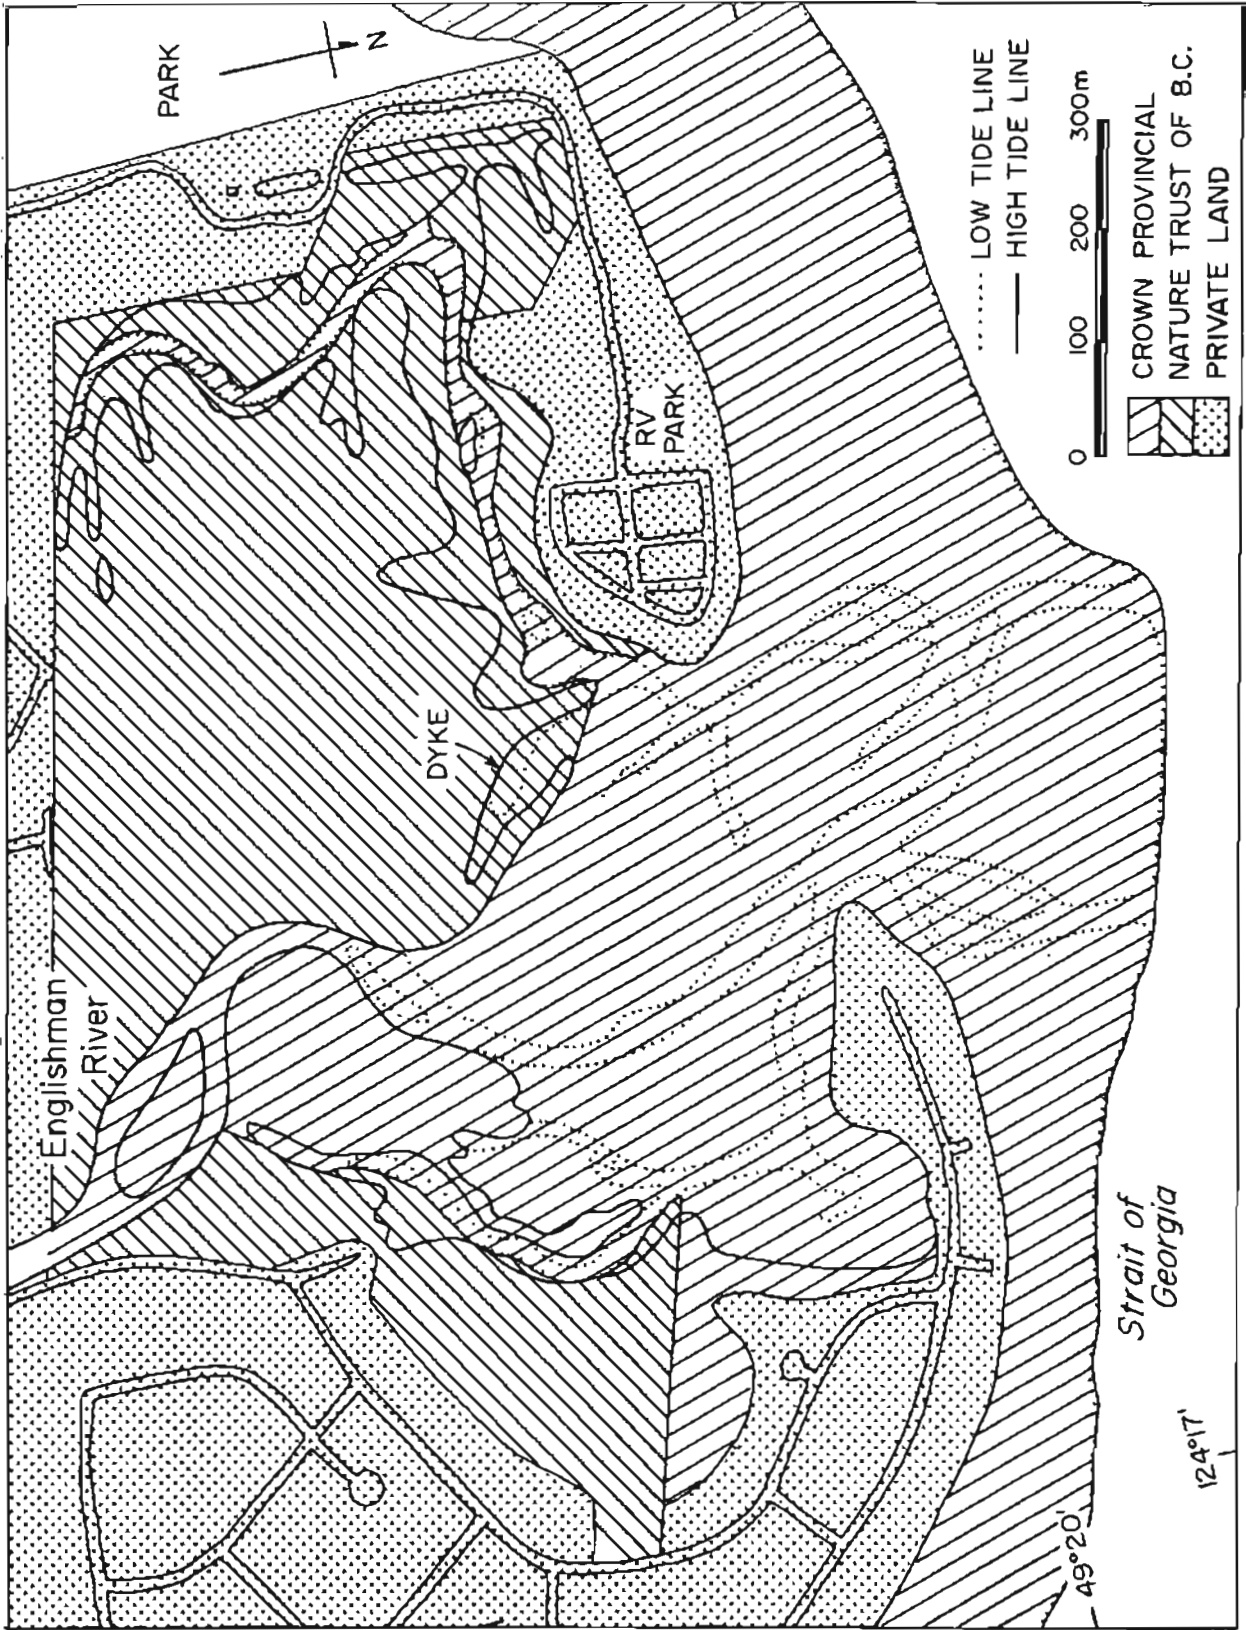 PARK
N
LOW TIDE LINE
HIGH TIDE LINE
0 100 200 300m
CROWN PROVINCIAL
NATURE TRUST OF B.C.
PRIVATE LAND
RV
PARK
DYKE
Englishman
River
Strait of
Georgia
49°20'
124°17'